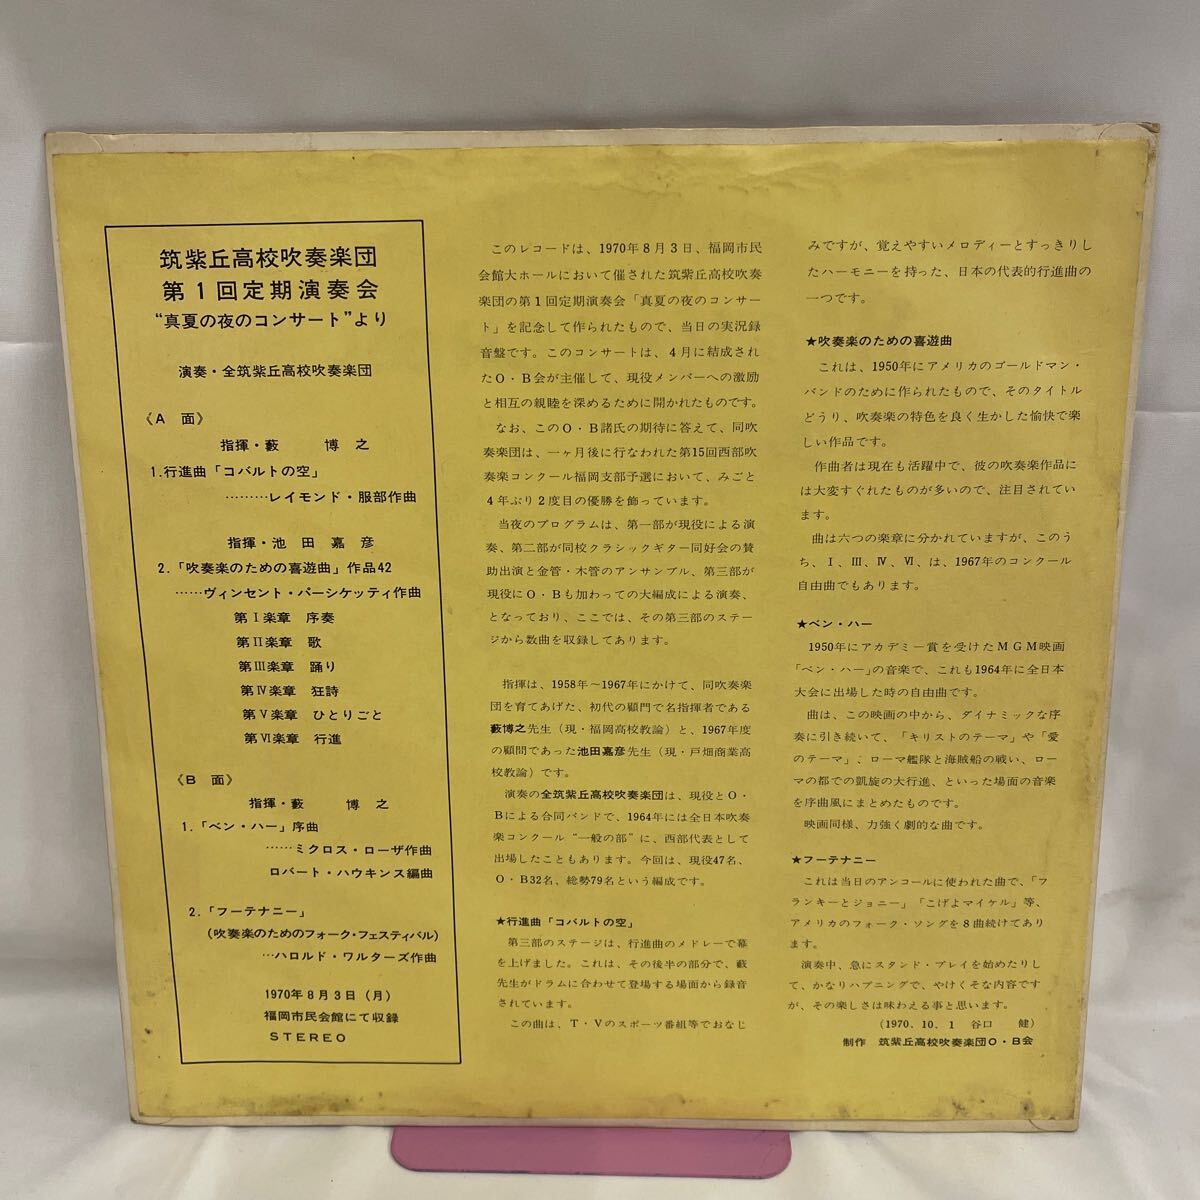 筑紫丘高校吹奏楽団
第1回定期演奏会
“真夏の夜のコンサート”より
演奏・全筑紫丘高校吹奏楽団
《A 面》
指揮・藪 博之
1.行進曲「コバルトの空」
………レイモンド・服部作曲
指揮・池田嘉彦
2.「吹奏楽のための喜遊曲」作品42
……ヴィンセント・パーシケッティ作曲
第Ⅰ楽章 序奏
第Ⅱ楽章 歌
第Ⅲ楽章 踊り
第Ⅳ楽章 狂詩
第Ⅴ楽章 ひとりごと
第Ⅵ楽章 行進
《B 面》
指揮・藪 博之
1.「ベン・ハー」序曲
……ミクロス・ローザ作曲
ロバート・ハウキンス編曲
2.「フーテナニー」
(吹奏楽のためのフォーク・フェスティバル)
…ハロルド・ワルターズ作曲
1970年8月3日(月)
福岡市民会館にて収録
STEREO
このレコードは、1970年8月3日、福岡市民
会館大ホールにおいて催された筑紫丘高校吹奏
楽団の第1回定期演奏会「真夏の夜のコンサー
ト」を記念して作られたもので、当日の実況録
音盤です。このコンサートは、4月に結成され
たO・B会が主催して、現役メンバーへの激励
と相互の親睦を深めるために開かれたものです。
なお、このO・B諸氏の期待に答えて、同吹
奏楽団は、一ヶ月後に行なわれた第15回西部吹
奏楽コンクール福岡支部予選において、みごと
4年ぶり2度目の優勝を飾っています。
当夜のプログラムは、第一部が現役による演
奏、第二部が同校クラシックギター同好会の賛
助出演と金管・木管のアンサンブル、第三部が
現役にO・Bも加わっての大編成による演奏、
となっており、ここでは、その第三部のステー
ジから数曲を収録してあります。
指揮は、1958年~1967年にかけて、同吹奏楽
団を育てあげた、初代の顧門で名指揮者である
藪博之先生(現・福岡高校教諭)と、1967年度
の顧問であった池田嘉彦先生(現・戸畑商業高
校教諭)です。
演奏の全筑紫丘高校吹奏楽団は、現役とO・
Bによる合同バンドで、1964年には全日本吹奏
楽コンクール“一般の部”に、西部代表として
出場したこともあります。今回は、現役47名、
O・B32名、総勢79名という編成です。
★行進曲「コバルトの空」
第三部のステージは、行進曲のメドレーで幕
を上げました。これは、その後半の部分で、藪
先生がドラムに合わせて登場する場面から録音
されています。
この曲は、T・Vのスポーツ番組等でおなじ
みですが、覚えやすいメロディーとすっきりし
たハーモニーを持った、日本の代表的行進曲の
一つです。
★吹奏楽のための喜遊曲
これは、1950年にアメリカのゴールドマン・
バンドのために作られたもので、そのタイトル
どうり、吹奏楽の特色を良く生かした愉快で楽
しい作品です。
作曲者は現在も活躍中で、彼の吹奏楽作品に
は大変すぐれたものが多いので、注目されてい
ます。
曲は六つの楽章に分かれていますが、このう
ち、Ⅰ、Ⅲ、Ⅳ、Ⅵ、は、1967年のコンクール
自由曲でもあります。
★ベン・ハー
1950年にアカデミー賞を受けたMGM映画
「ベン・ハー」の音楽で、これも1964年に全日本
大会に出場した時の自由曲です。
曲は、この映画の中から、ダイナミックな序
奏に引き続いて、「キリストのテーマ」や「愛
のテーマ」、ローマ艦隊と海賊船の戦い、ロー
マの都での凱旋の大行進、といった場面の音楽
を序曲風にまとめたものです。
映画同様、力強く劇的な曲です。
★フーテナニー
これは当日のアンコールに使われた曲で、「フ
ランキーとジョニー」「こげよマイケル」等、
アメリカのフォーク・ソングを8曲続けてあり
ます。
演奏中、急にスタンド・プレイを始めたりし
て、かなりハプニングで、やけくそな内容です
が、その楽しさは味わえる事と思います。
(1970.10.1 谷口 健)
制作 筑紫丘高校吹奏楽団O・B会